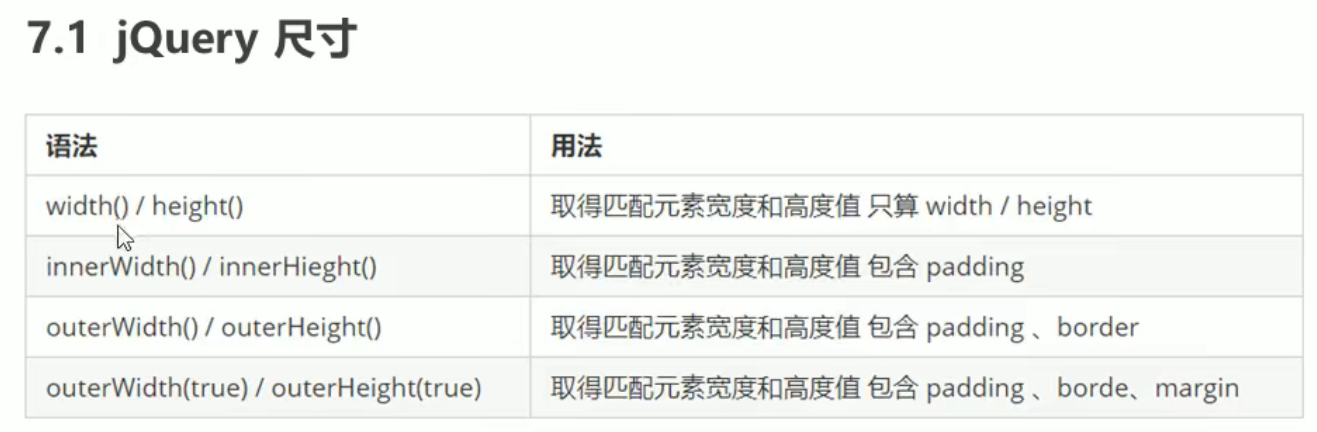 7.1 jQuery 尺寸
语法 用法
width() / height() 取得匹配元素宽度和高度值 只算 width / height
innerWidth() / innerHieght() 取得匹配元素宽度和高度值 包含 padding
outerWidth() / outerHeight() 取得匹配元素宽度和高度值 包含 padding 、border
outerWidth(true) / outerHeight(true) 取得匹配元素宽度和高度值 包含 padding 、borde、margin